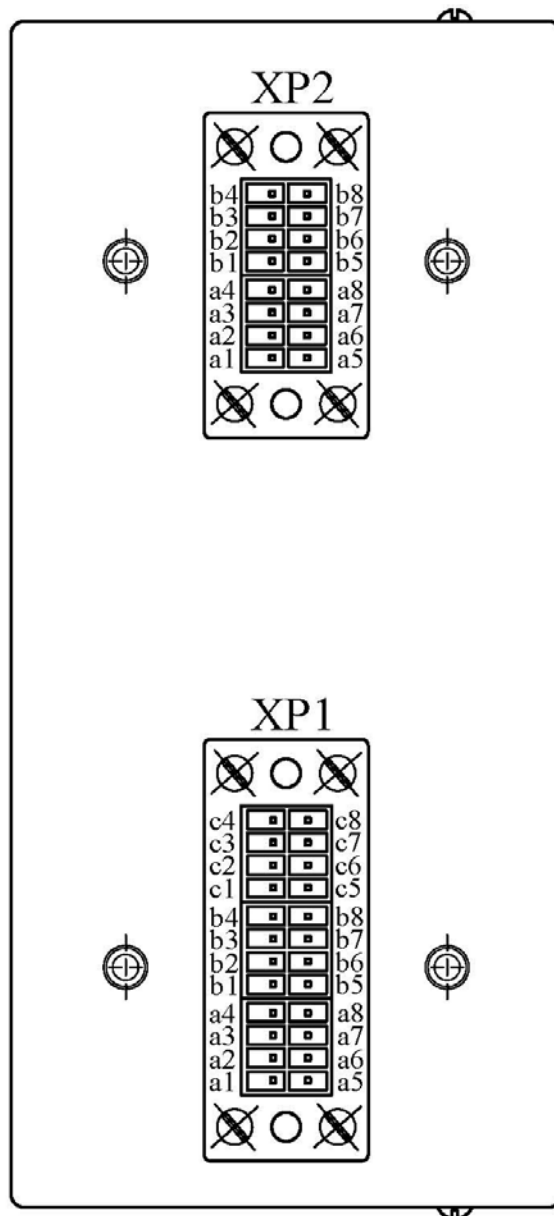 XP2
b4 b8
b3 b7
b2 b6
b1 b5
a4 a8
a3 a7
a2 a6
a1 a5
XP1
c4 c8
c3 c7
c2 c6
c1 c5
b4 b8
b3 b7
b2 b6
b1 b5
a4 a8
a3 a7
a2 a6
a1 a5